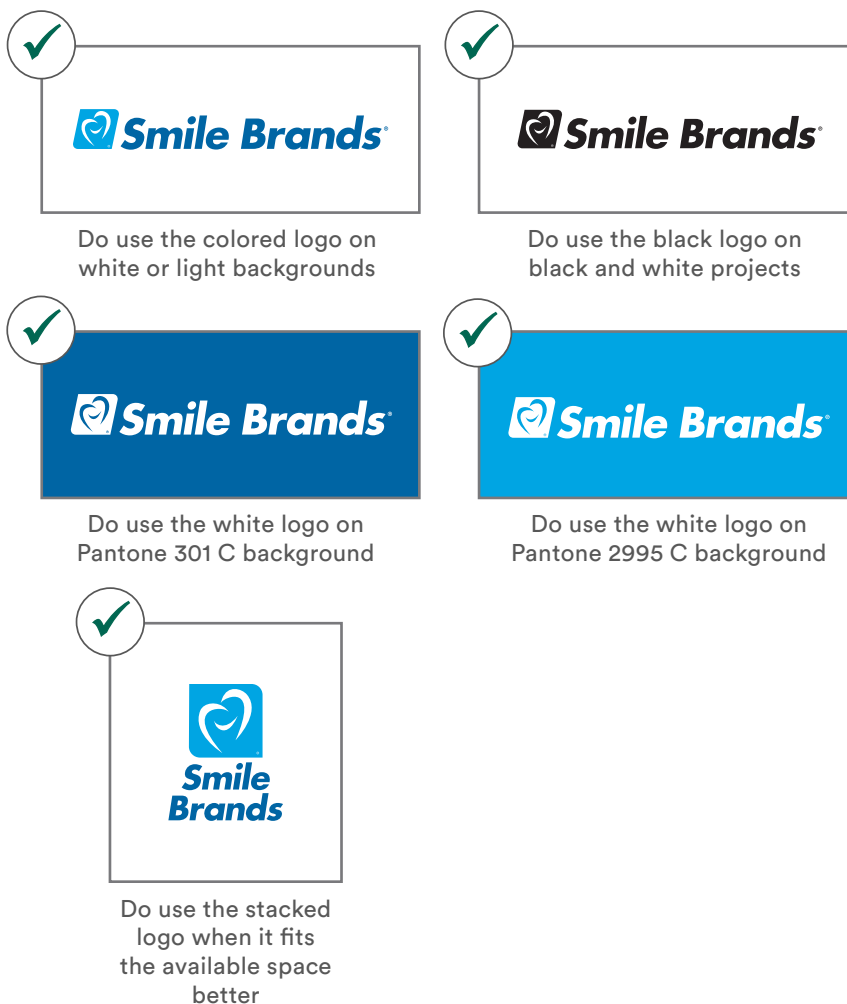 Smile Brands®
Smile Brands®
Do use the colored logo on
white or light backgrounds
Do use the black logo on
black and white projects
Smile Brands®
Smile Brands®
Do use the white logo on
Pantone 301 C background
Do use the white logo on
Pantone 2995 C background
Smile
Brands
Do use the stacked
logo when it fits
the available space
better